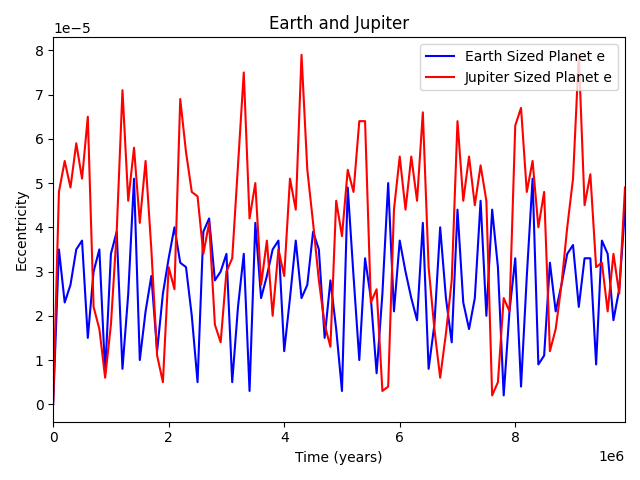 Earth and Jupiter
1e−5
Earth Sized Planet e
Jupiter Sized Planet e
8
7
6
5
4
3
2
1
0
Eccentricity
0 2 4 6 8
Time (years)
1e6